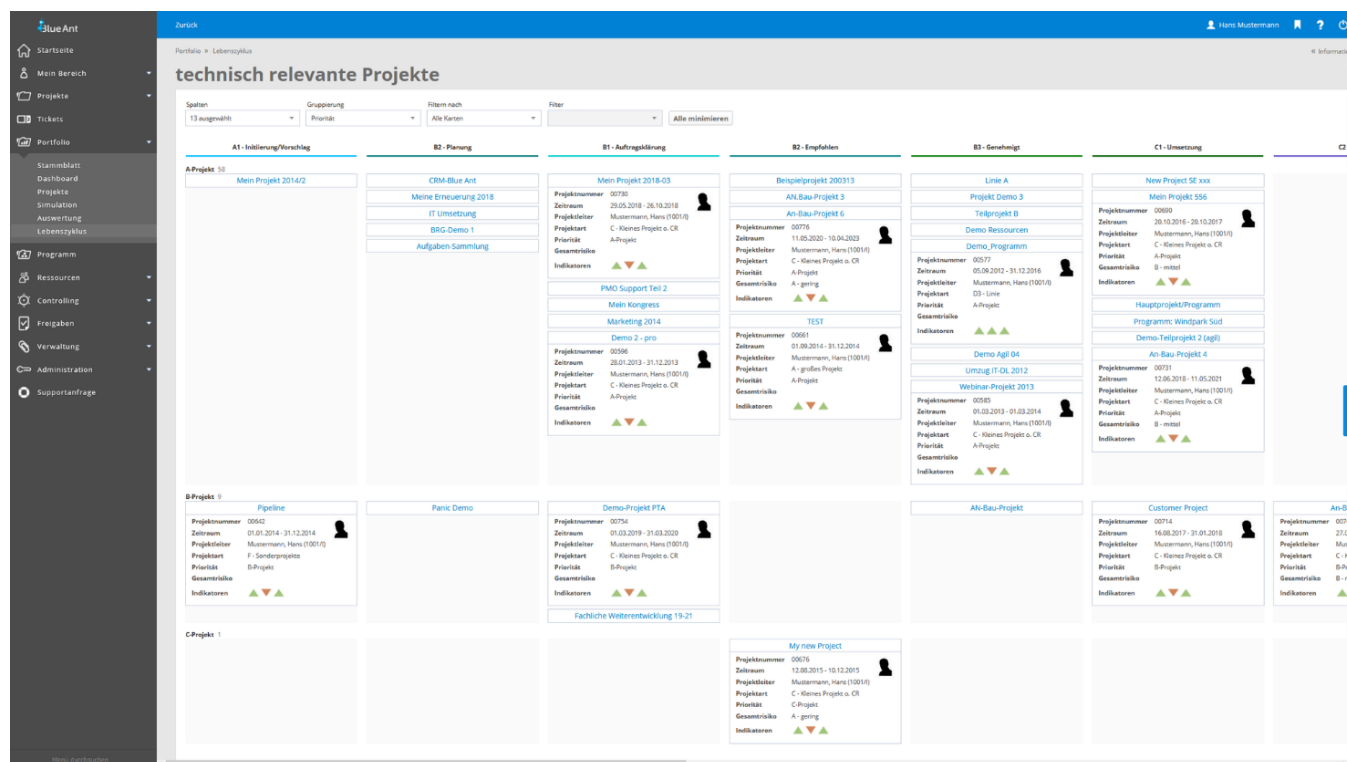 BlueAnt
Zurück
Hans Mustermann
?
Startseite
Mein Bereich
Projekte
Tickets
Portfolio
Stammblatt
Dashboard
Projekte
Simulation
Auswertung
Lebenszyklus
Programm
Ressourcen
Controlling
Freigaben
Verwaltung
Administration
Supportanfrage
Menü durchsuchen
Portfolio » Lebenszyklus
« Informatio
technisch relevante Projekte
Spalten Gruppierung Filtern nach Filter
13 ausgewählt Priorität Alle Karten Alle minimieren
A1 - Initiierung/Vorschlag B2 - Planung B1 - Auftragsklärung B2 - Empfohlen B3 - Genehmigt C1 - Umsetzung C2
A-Projekt 58
Mein Projekt 2014/2
CRM-Blue Ant
Meine Erneuerung 2018
IT Umsetzung
BRG-Demo 1
Aufgaben-Sammlung
Mein Projekt 2018-03
Projektnummer 00730
Zeitraum 29.05.2018 - 26.10.2018
Projektleiter Mustermann, Hans (1001/I)
Projektart C - Kleines Projekt o. CR
Priorität A-Projekt
Gesamtrisiko
Indikatoren
PMO Support Teil 2
Mein Kongress
Marketing 2014
Demo 2 - pro
Projektnummer 00596
Zeitraum 28.01.2013 - 31.12.2013
Projektleiter Mustermann, Hans (1001/I)
Projektart C - Kleines Projekt o. CR
Priorität A-Projekt
Gesamtrisiko
Indikatoren
Beispielprojekt 200313
AN.Bau-Projekt 3
An-Bau-Projekt 6
Projektnummer 00776
Zeitraum 11.05.2020 - 10.04.2023
Projektleiter Mustermann, Hans (1001/I)
Projektart C - Kleines Projekt o. CR
Priorität A-Projekt
Gesamtrisiko A - gering
Indikatoren
TEST
Projektnummer 00661
Zeitraum 01.09.2014 - 31.12.2014
Projektleiter Mustermann, Hans (1001/I)
Projektart A - großes Projekt
Priorität A-Projekt
Gesamtrisiko
Indikatoren
Linie A
Projekt Demo 3
Teilprojekt B
Demo Ressourcen
Demo_Programm
Projektnummer 00577
Zeitraum 05.09.2012 - 31.12.2016
Projektleiter Mustermann, Hans (1001/I)
Projektart D3 - Linie
Priorität A-Projekt
Gesamtrisiko
Indikatoren
Demo Agil 04
Umzug IT-DL 2012
Webinar-Projekt 2013
Projektnummer 00585
Zeitraum 01.03.2013 - 01.03.2014
Projektleiter Mustermann, Hans (1001/I)
Projektart C - Kleines Projekt o. CR
Priorität A-Projekt
Gesamtrisiko
Indikatoren
New Project SE xxx
Mein Projekt 556
Projektnummer 00690
Zeitraum 20.10.2016 - 20.10.2017
Projektleiter Mustermann, Hans (1001/I)
Projektart C - Kleines Projekt o. CR
Priorität A-Projekt
Gesamtrisiko B - mittel
Indikatoren
Hauptprojekt/Programm
Programm: Windpark Süd
Demo-Teilprojekt 2 (agil)
An-Bau-Projekt 4
Projektnummer 00731
Zeitraum 12.06.2018 - 11.05.2021
Projektleiter Mustermann, Hans (1001/I)
Projektart C - Kleines Projekt o. CR
Priorität A-Projekt
Gesamtrisiko B - mittel
Indikatoren
B-Projekt 9
Pipeline
Projektnummer 00642
Zeitraum 01.01.2014 - 31.12.2014
Projektleiter Mustermann, Hans (1001/I)
Projektart F - Sonderprojekte
Priorität B-Projekt
Gesamtrisiko
Indikatoren
Panic Demo
Demo-Projekt PTA
Projektnummer 00754
Zeitraum 01.03.2019 - 31.03.2020
Projektleiter Mustermann, Hans (1001/I)
Projektart C - Kleines Projekt o. CR
Priorität B-Projekt
Gesamtrisiko
Indikatoren
Fachliche Weiterentwicklung 19-21
AN-Bau-Projekt
Customer Project
Projektnummer 00714
Zeitraum 16.08.2017 - 31.01.2018
Projektleiter Mustermann, Hans (1001/I)
Projektart C - Kleines Projekt o. CR
Priorität B-Projekt
Gesamtrisiko
Indikatoren
An-B
Projektnummer 007
Zeitraum 27.0
Projektleiter Mus
Projektart C - K
Priorität B-Pr
Gesamtrisiko B - r
Indikatoren
C-Projekt 1
My new Project
Projektnummer 00676
Zeitraum 12.08.2015 - 10.12.2015
Projektleiter Mustermann, Hans (1001/I)
Projektart C - Kleines Projekt o. CR
Priorität C-Projekt
Gesamtrisiko A - gering
Indikatoren